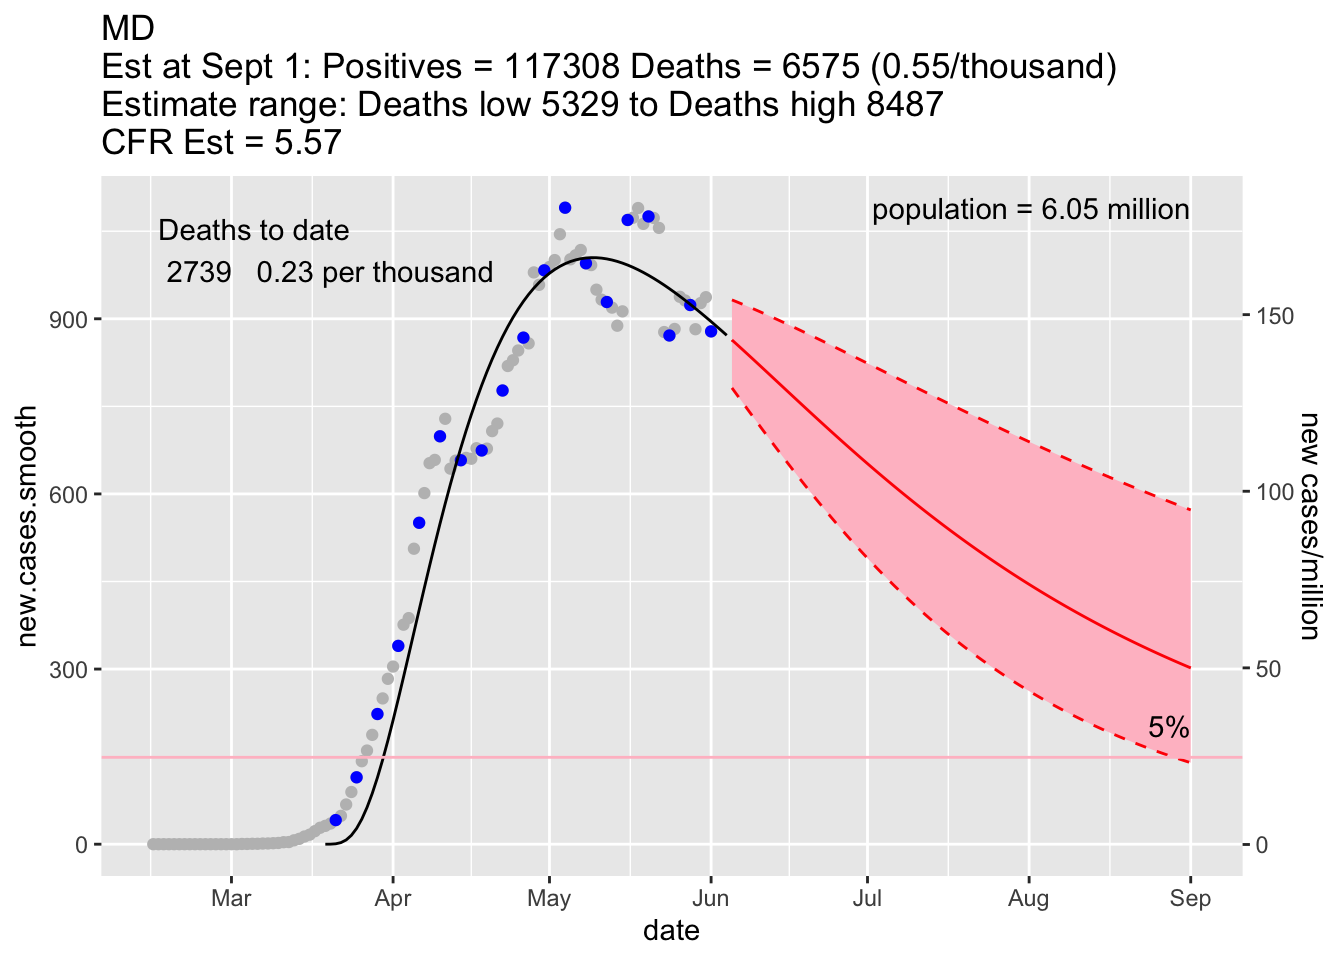 MD
Est at Sept 1: Positives = 117308 Deaths = 6575 (0.55/thousand)
Estimate range: Deaths low 5329 to Deaths high 8487
CFR Est = 5.57
Deaths to date
2739 0.23 per thousand
population = 6.05 million
5%
new.cases.smooth
900
600
300
0
150
100
50
0
new cases/million
Mar Apr May Jun Jul Aug Sep
date